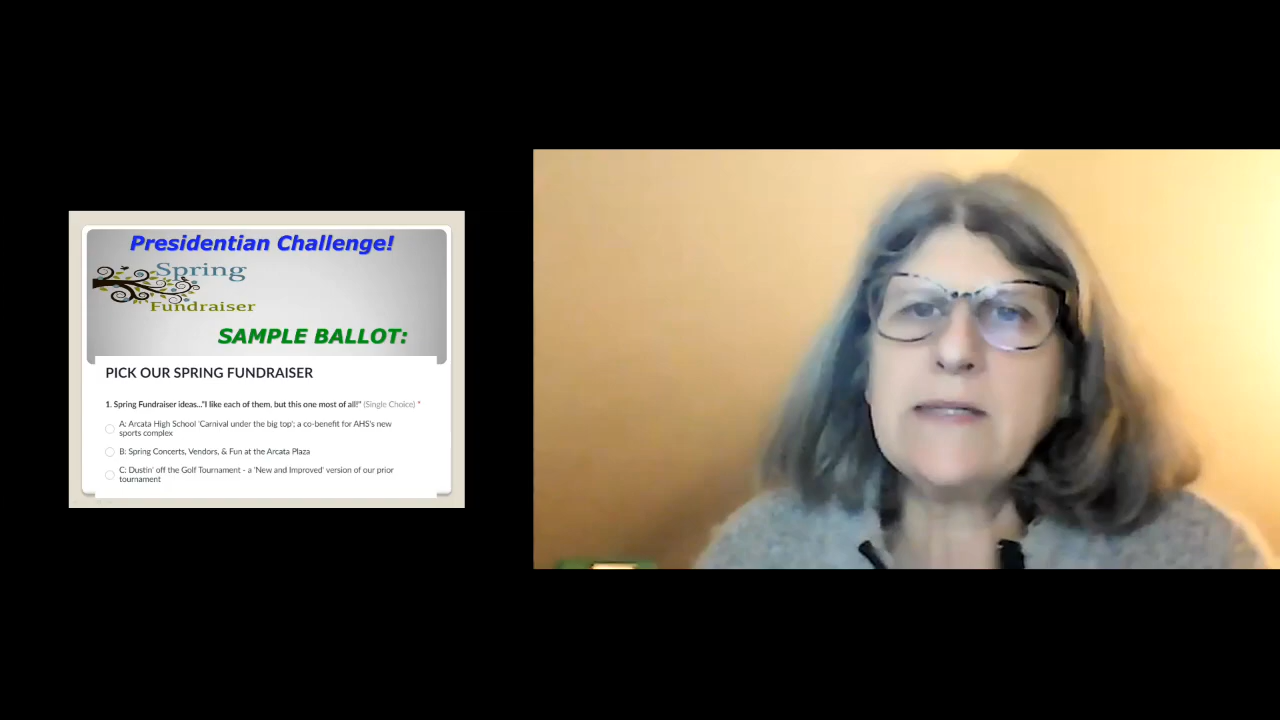 Presidentian Challenge!
Spring
Fundraiser
SAMPLE BALLOT:
PICK OUR SPRING FUNDRAISER
1. Spring Fundraiser ideas..."I like each of them, but this one most of all!" (Single Choice) *
A: Arcata High School 'Carnival under the big top'; a co-benefit for AHS's new
sports complex
B: Spring Concerts, Vendors, & Fun at the Arcata Plaza
C: Dustin' off the Golf Tournament - a 'New and Improved' version of our prior
tournament